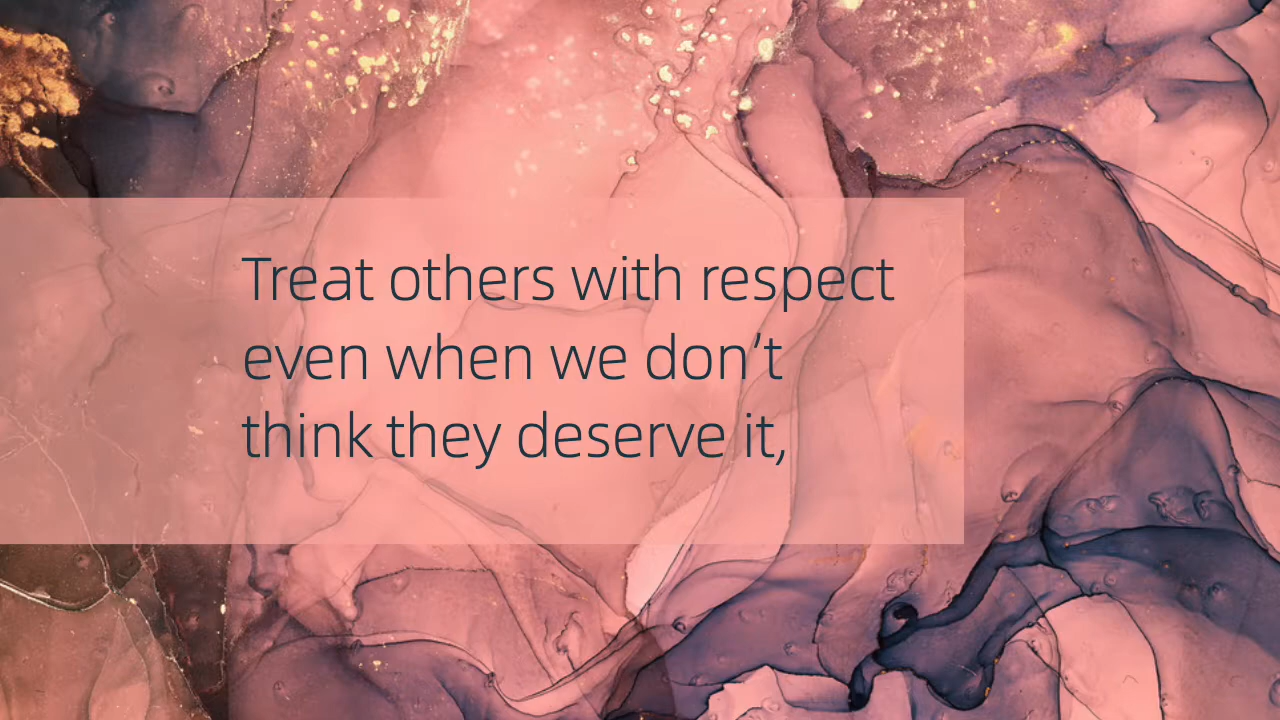 Treat others with respect
even when we don’t
think they deserve it,